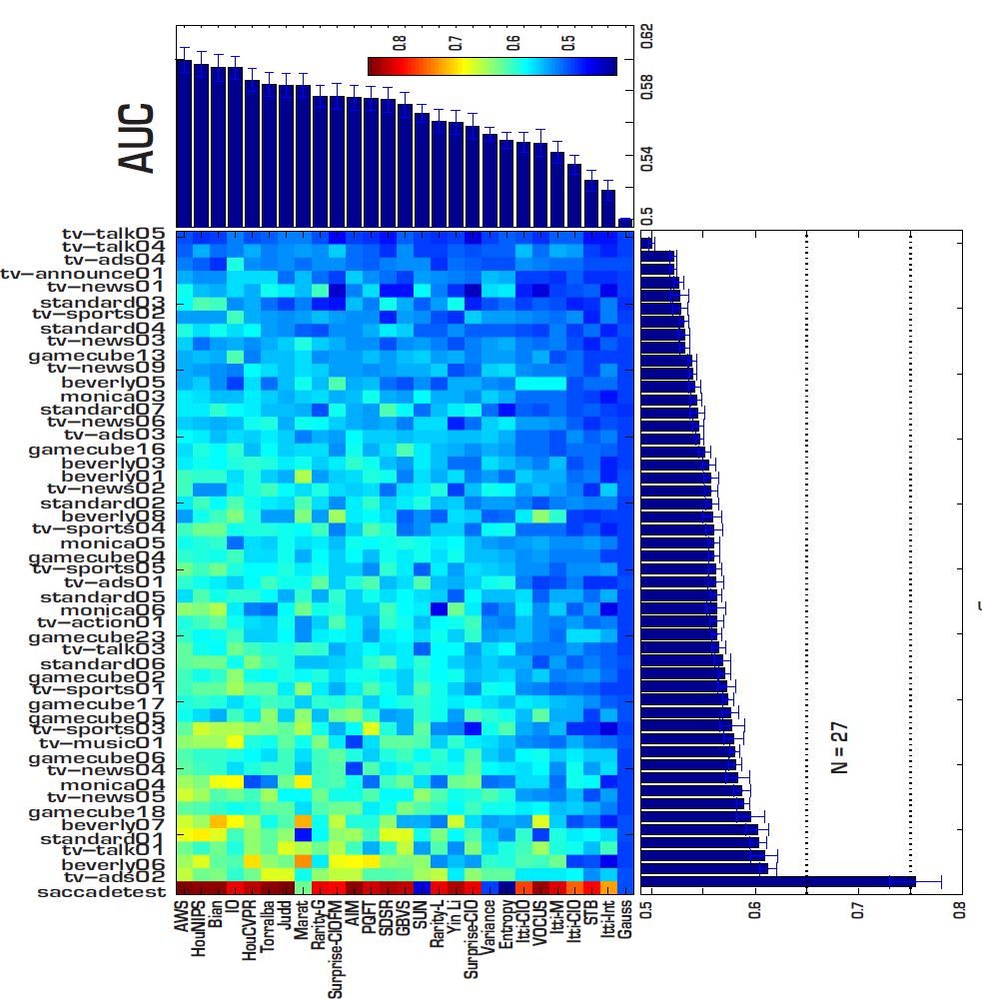 AUC
0.8 0.7 0.6 0.5
0.62
0.58
0.54
0.5
tv-talk05
tv-talk04
tv-ads04
tv-announce01
tv-news01
standard03
tv-sports02
standard04
tv-news03
gamecube13
tv-news09
beverly05
monica03
standard07
tv-news06
tv-ads03
gamecube16
beverly03
beverly01
tv-news02
standard02
beverly08
tv-sports04
monica05
gamecube04
tv-sports05
tv-ads01
standard05
monica06
tv-action01
gamecube23
tv-talk03
standard06
gamecube02
tv-sports01
gamecube17
gamecube05
tv-sports03
tv-music01
gamecube06
tv-news04
monica04
tv-news05
gamecube18
beverly07
standard01
tv-talk01
beverly06
tv-ads02
saccadetest
AWS
HouNIPS
Bian
IO
HouCVPR
Torralba
Judd
Marat
Rarity-G
Surprise-CIOFM
AIM
PQFT
SDSR
GBVS
SUN
Rarity-L
Yin Li
Surprise-CIO
Variance
Entropy
Itti-CIO
VOCUS
Itti-M
Itti-CIO
STB
Itti-Int
Gauss
N = 27
0.5 0.6 0.7 0.8